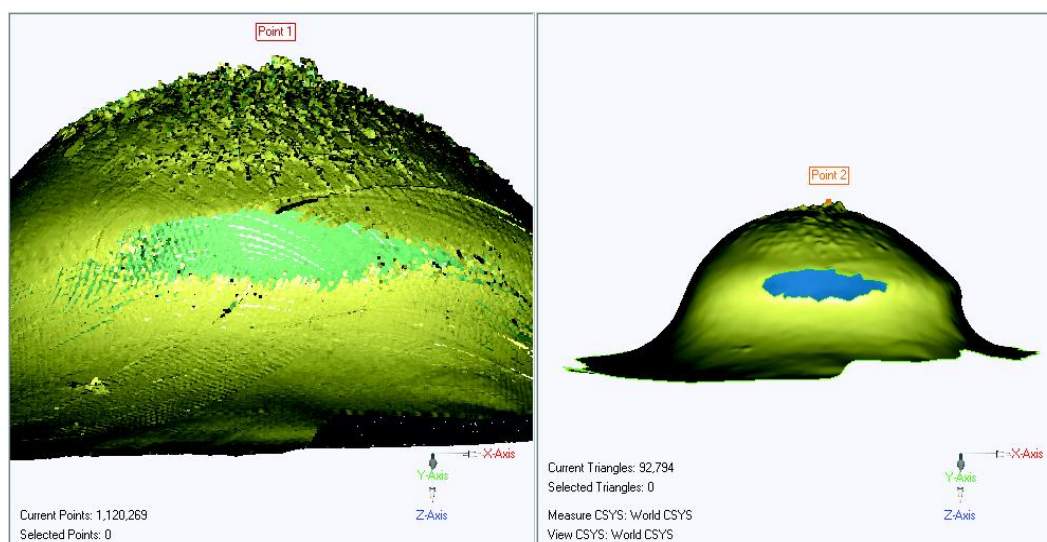 Point 1
X-Axis
Y-Axis
Z-Axis
Current Points: 1,120,269
Selected Points: 0
Point 2
X-Axis
Y-Axis
Z-Axis
Current Triangles: 92,794
Selected Triangles: 0
Measure CSYS: World CSYS
View CSYS: World CSYS